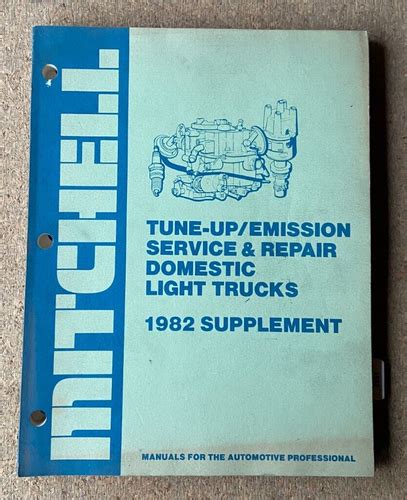 MITCHELL
TUNE-UP/EMISSION
SERVICE & REPAIR
DOMESTIC
LIGHT TRUCKS
1982 SUPPLEMENT
MANUALS FOR THE AUTOMOTIVE PROFESSIONAL